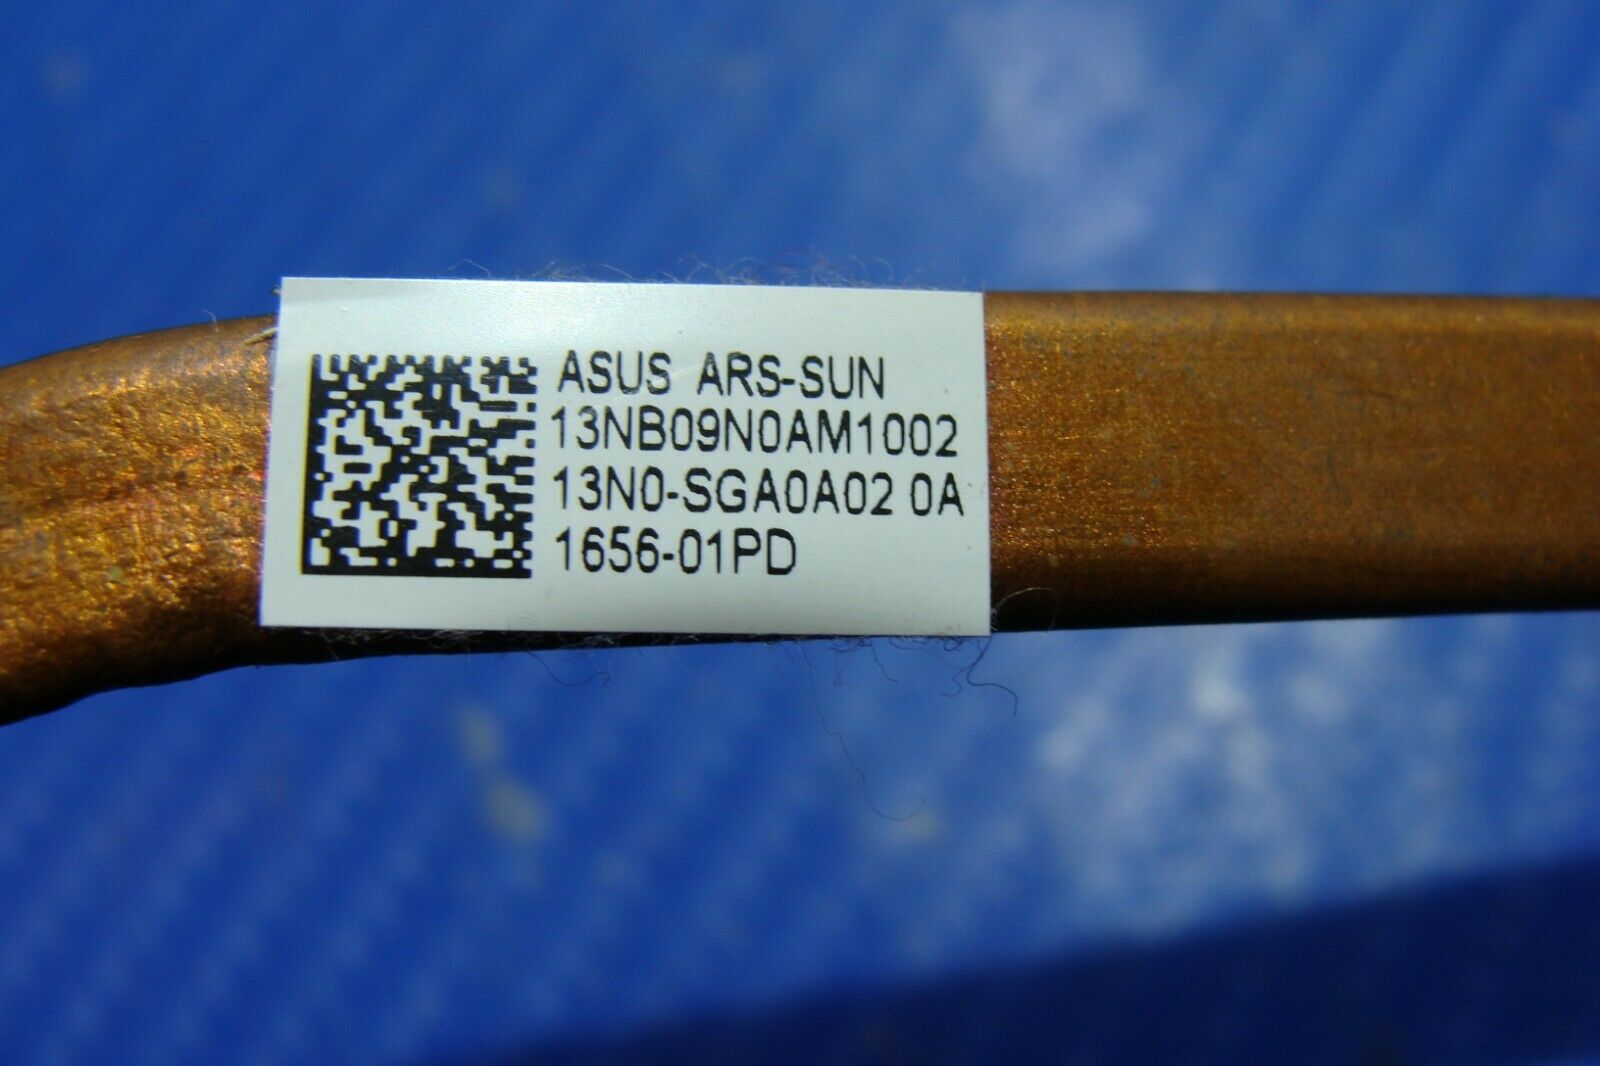 ASUS ARS-SUN
13NB09N0AM1002
13N0-SGA0A02 0A
1656-01PD